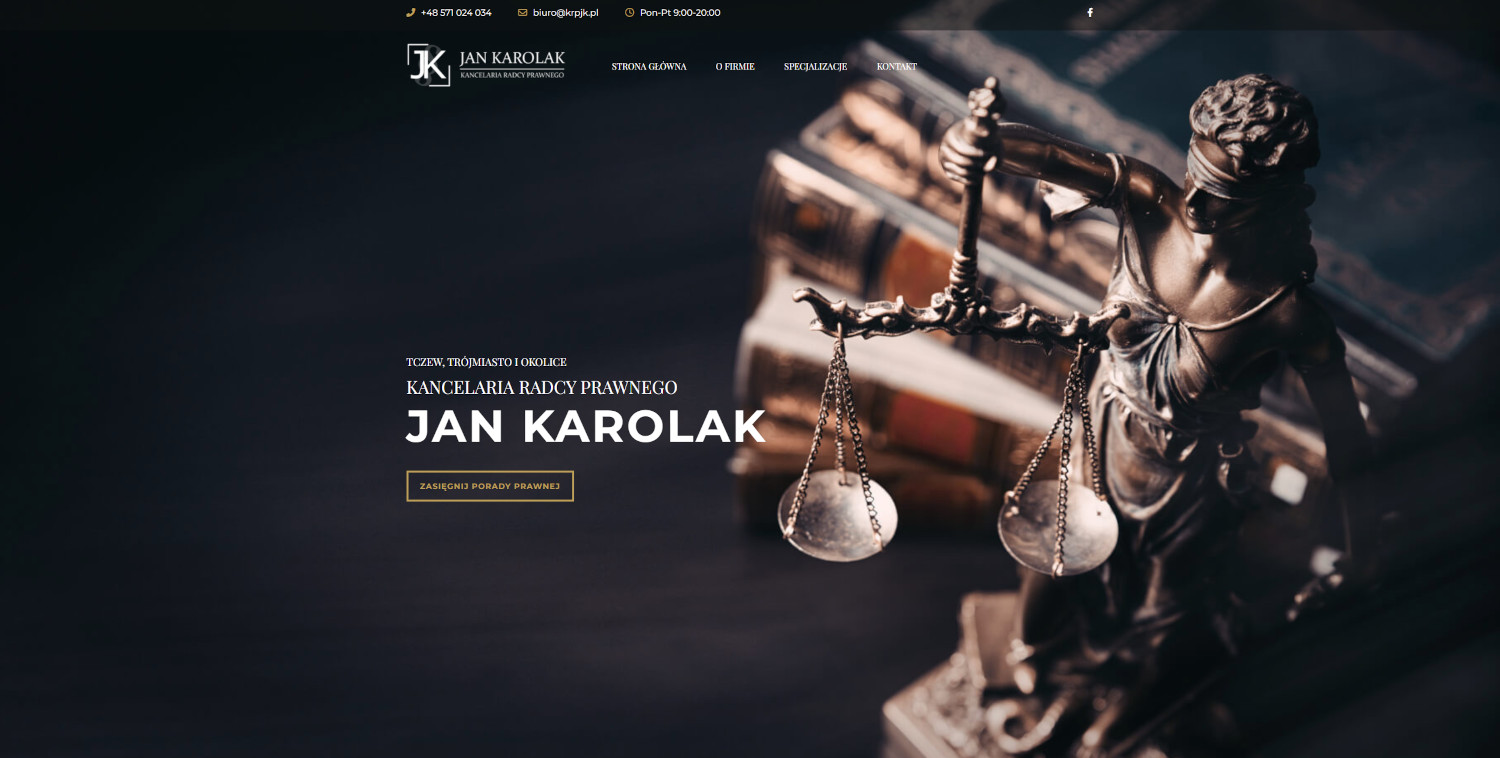 +48 571 024 034
biuro@krpjk.pl
Pon-Pt 9:00-20:00
JK
JAN KAROLAK
KANCELARIA RADCY PRAWNEGO
STRONA GŁÓWNA
O FIRMIE
SPECJALIZACJE
KONTAKT
TCZEW, TRÓJMIASTO I OKOLICE
KANCELARIA RADCY PRAWNEGO
JAN KAROLAK
ZASIĘGNIJ PORADY PRAWNEJ